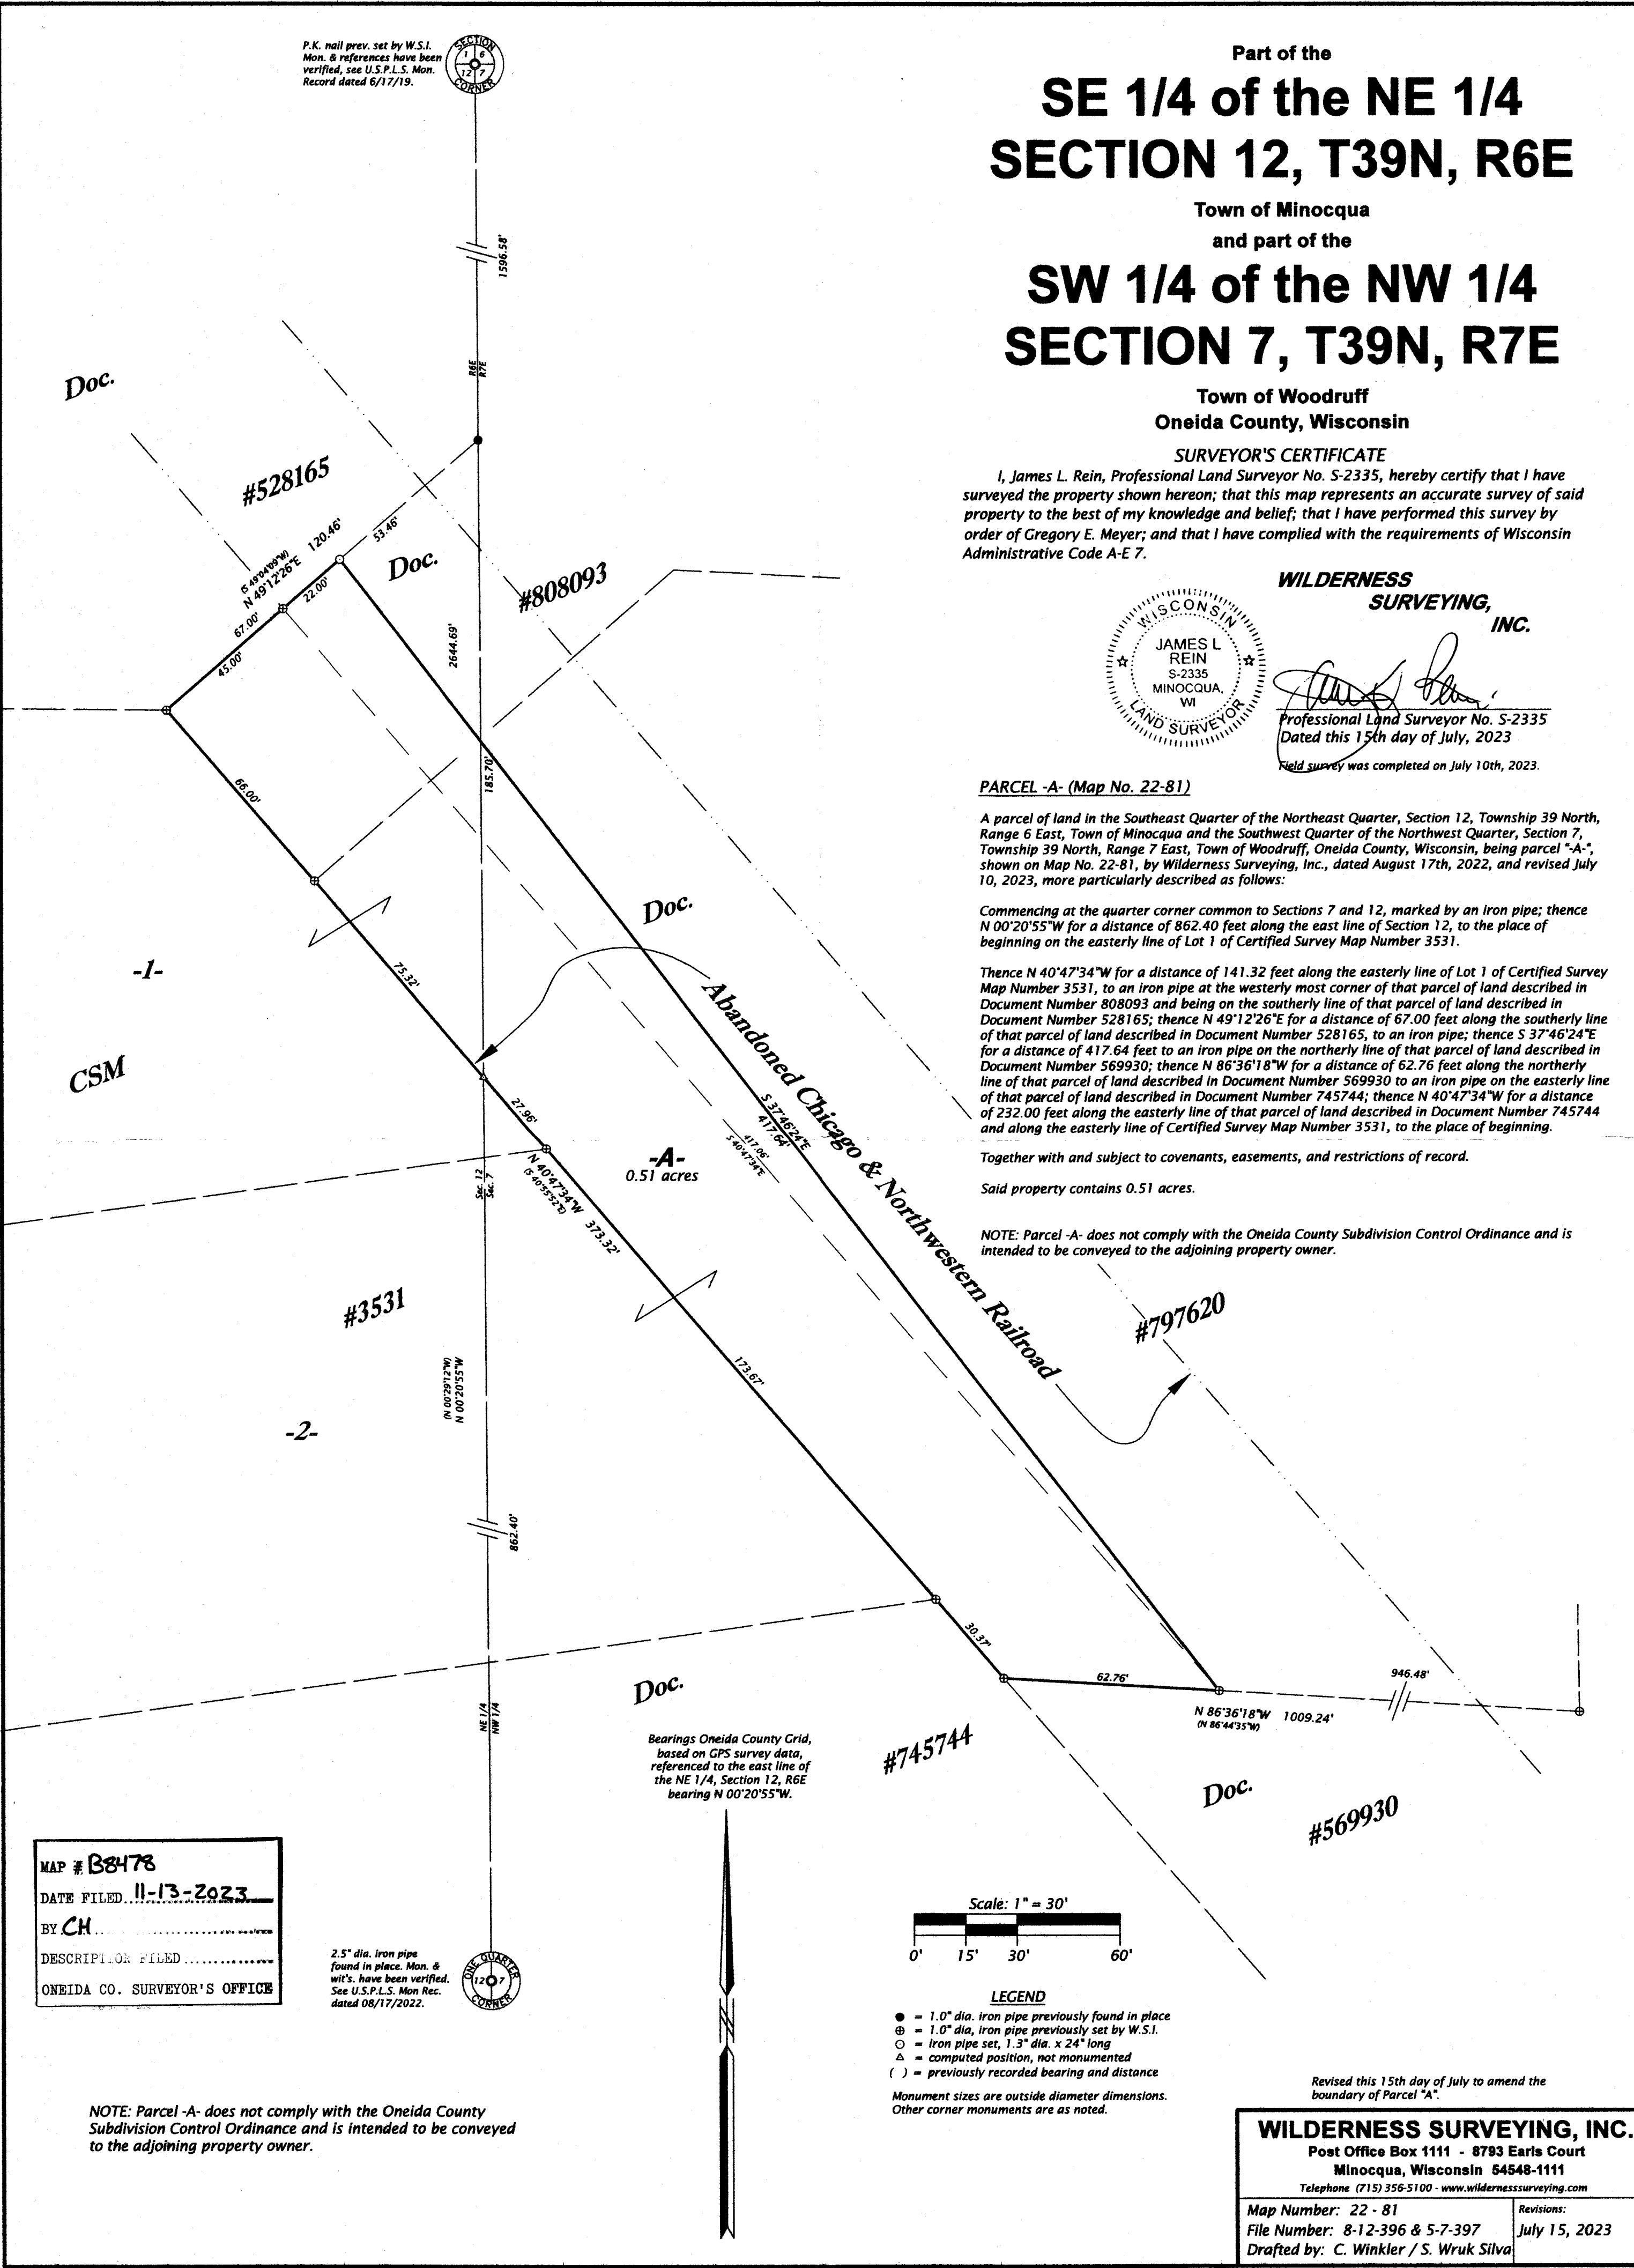 P.K. nail prev. set by W.S.I.
Mon. & references have been
verified, see U.S.P.L.S. Mon.
Record dated 6/17/19.
SECTION
1 6
12 7
CORNER
Part of the
SE 1/4 of the NE 1/4
SECTION 12, T39N, R6E
Town of Minocqua
and part of the
SW 1/4 of the NW 1/4
SECTION 7, T39N, R7E
Town of Woodruff
Oneida County, Wisconsin
SURVEYOR'S CERTIFICATE
I, James L. Rein, Professional Land Surveyor No. S-2335, hereby certify that I have
surveyed the property shown hereon; that this map represents an accurate survey of said
property to the best of my knowledge and belief; that I have performed this survey by
order of Gregory E. Meyer; and that I have complied with the requirements of Wisconsin
Administrative Code A-E 7.
WISCONSIN
JAMES L
REIN
S-2335
MINOCQUA,
WI
LAND SURVEYOR
WILDERNESS
SURVEYING,
INC.
Professional Land Surveyor No. S-2335
Dated this 15th day of July, 2023
Field survey was completed on July 10th, 2023.
PARCEL -A- (Map No. 22-81)
A parcel of land in the Southeast Quarter of the Northeast Quarter, Section 12, Township 39 North,
Range 6 East, Town of Minocqua and the Southwest Quarter of the Northwest Quarter, Section 7,
Township 39 North, Range 7 East, Town of Woodruff, Oneida County, Wisconsin, being parcel "-A-",
shown on Map No. 22-81, by Wilderness Surveying, Inc., dated August 17th, 2022, and revised July
10, 2023, more particularly described as follows:
Commencing at the quarter corner common to Sections 7 and 12, marked by an iron pipe; thence
N 00°20'55"W for a distance of 862.40 feet along the east line of Section 12, to the place of
beginning on the easterly line of Lot 1 of Certified Survey Map Number 3531.
Thence N 40°47'34"W for a distance of 141.32 feet along the easterly line of Lot 1 of Certified Survey
Map Number 3531, to an iron pipe at the westerly most corner of that parcel of land described in
Document Number 808093 and being on the southerly line of that parcel of land described in
Document Number 528165; thence N 49°12'26"E for a distance of 67.00 feet along the southerly line
of that parcel of land described in Document Number 528165, to an iron pipe; thence S 37°46'24"E
for a distance of 417.64 feet to an iron pipe on the northerly line of that parcel of land described in
Document Number 569930; thence N 86°36'18"W for a distance of 62.76 feet along the northerly
line of that parcel of land described in Document Number 569930 to an iron pipe on the easterly line
of that parcel of land described in Document Number 745744; thence N 40°47'34"W for a distance
of 232.00 feet along the easterly line of that parcel of land described in Document Number 745744
and along the easterly line of Certified Survey Map Number 3531, to the place of beginning.
Together with and subject to covenants, easements, and restrictions of record.
Said property contains 0.51 acres.
NOTE: Parcel -A- does not comply with the Oneida County Subdivision Control Ordinance and is
intended to be conveyed to the adjoining property owner.
1596.58'
R6E
R7E
Doc.
#528165
(S 49°04'09"W)
N 49°12'26"E 120.46'
53.46'
22.00'
67.00'
45.00'
Doc.
#808093
2644.69'
185.70'
66.00'
Doc.
-1-
75.32'
CSM
Abandoned Chicago & Northwestern Railroad
27.96'
S 37°46'24"E
417.64'
417.06'
S 40°47'34"E
-A-
0.51 acres
Sec. 12
Sec. 7
N 40°47'34"W 373.32'
(S 40°55'52"E)
#3531
#797620
(N 00°29'12"W)
N 00°20'55"W
173.67'
-2-
862.40'
30.37'
62.76'
946.48'
N 86°36'18"W 1009.24'
(N 86°44'35"W)
Doc.
#745744
NE 1/4
NW 1/4
Bearings Oneida County Grid,
based on GPS survey data,
referenced to the east line of
the NE 1/4, Section 12, R6E
bearing N 00°20'55"W.
Doc.
#569930
MAP # B8478
DATE FILED 11-13-2023
BY CH
DESCRIPTION FILED
ONEIDA CO. SURVEYOR'S OFFICE
2.5" dia. iron pipe
found in place. Mon. &
wit's. have been verified.
See U.S.P.L.S. Mon Rec.
dated 08/17/2022.
ONE QUARTER
12 7
CORNER
Scale: 1" = 30'
0' 15' 30' 60'
LEGEND
● = 1.0" dia. iron pipe previously found in place
⊕ = 1.0" dia, iron pipe previously set by W.S.I.
○ = iron pipe set, 1.3" dia. x 24" long
△ = computed position, not monumented
( ) = previously recorded bearing and distance
Monument sizes are outside diameter dimensions.
Other corner monuments are as noted.
NOTE: Parcel -A- does not comply with the Oneida County
Subdivision Control Ordinance and is intended to be conveyed
to the adjoining property owner.
Revised this 15th day of July to amend the
boundary of Parcel "A".
WILDERNESS SURVEYING, INC.
Post Office Box 1111 - 8793 Earls Court
Minocqua, Wisconsin 54548-1111
Telephone (715) 356-5100 - www.wildernesssurveying.com
Map Number: 22 - 81
File Number: 8-12-396 & 5-7-397
Drafted by: C. Winkler / S. Wruk Silva
Revisions:
July 15, 2023